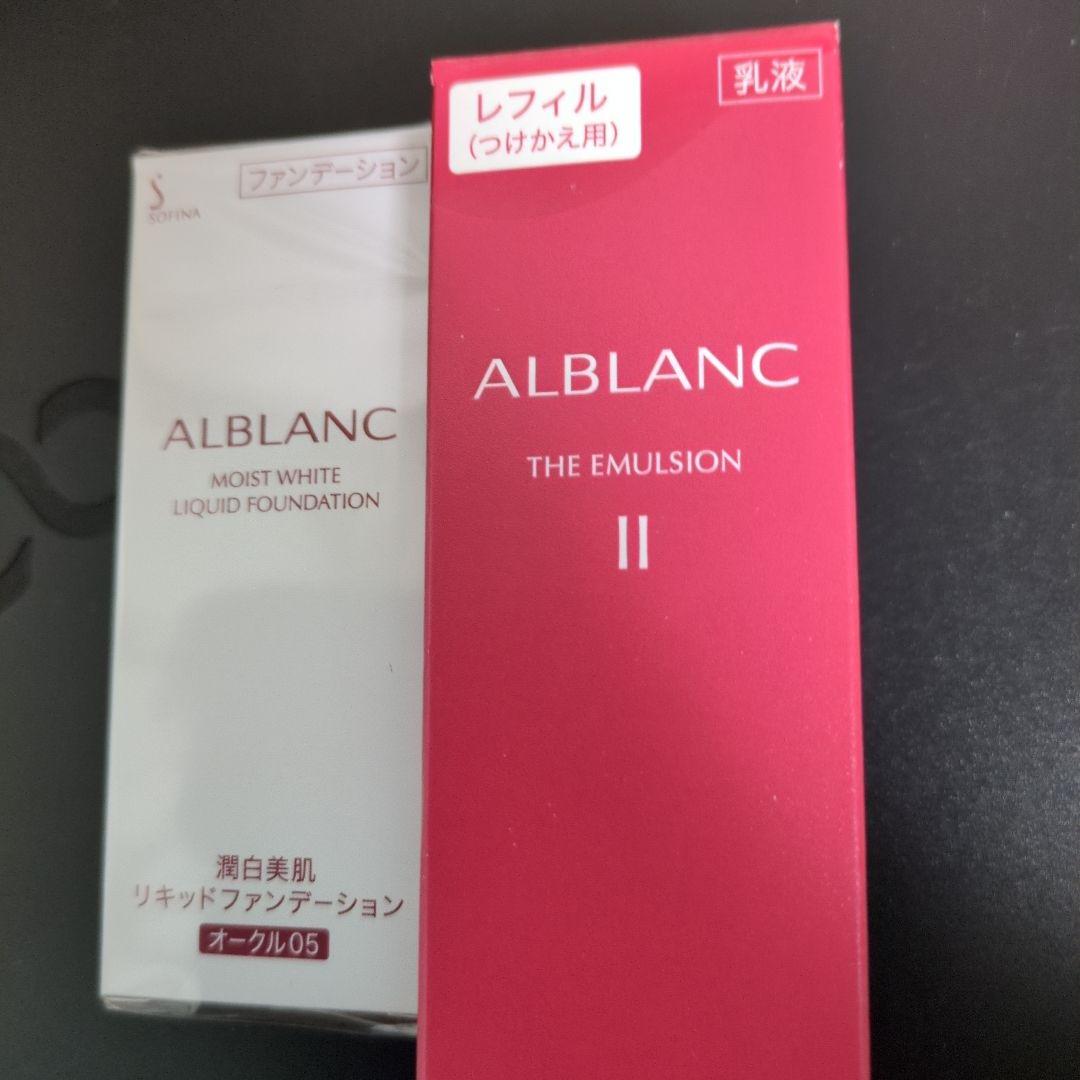 SOFINA
ファンデーション
ALBLANC
MOIST WHITE
LIQUID FOUNDATION
潤白美肌
リキッドファンデーション
オークル05
レフィル
(つけかえ用)
乳液
ALBLANC
THE EMULSION
II